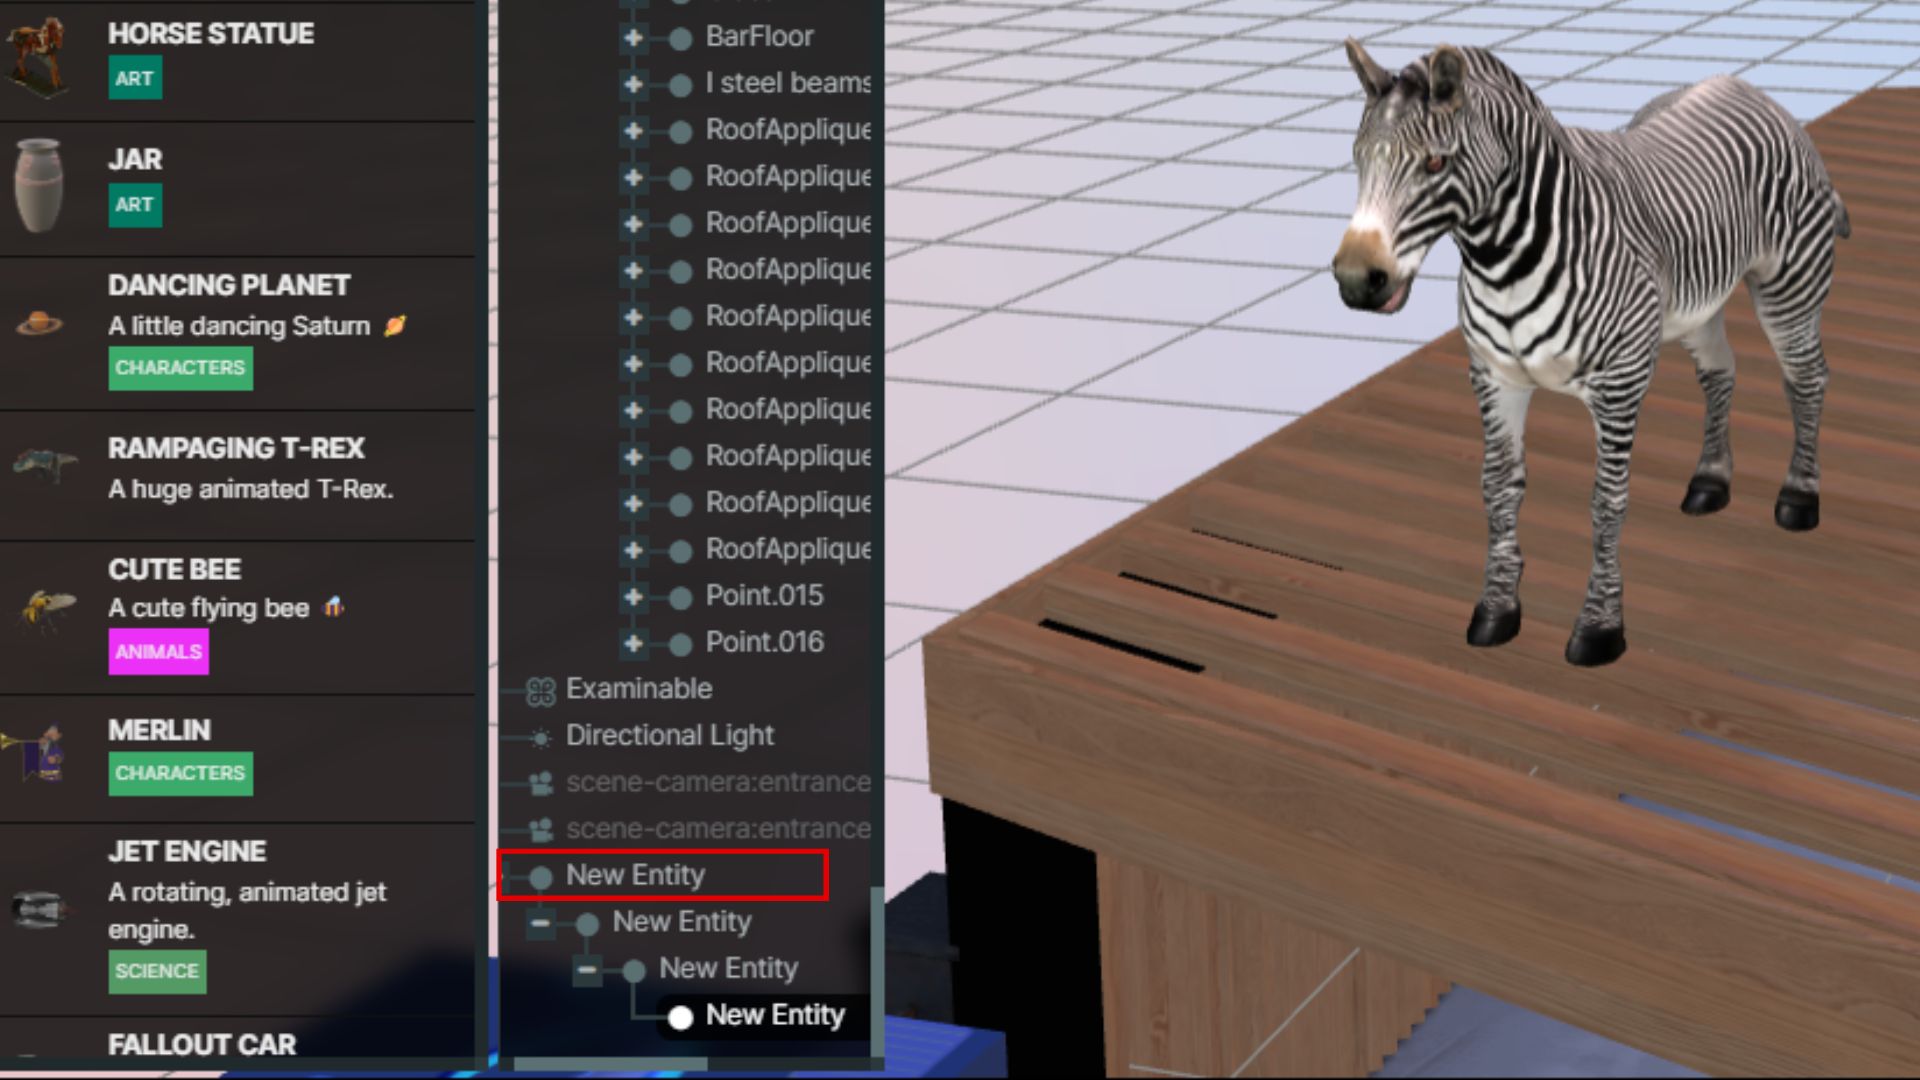 HORSE STATUE
ART
JAR
ART
DANCING PLANET
A little dancing Saturn 🪐
CHARACTERS
RAMPAGING T-REX
A huge animated T-Rex.
CUTE BEE
A cute flying bee 🐝
ANIMALS
MERLIN
CHARACTERS
JET ENGINE
A rotating, animated jet
engine.
SCIENCE
FALLOUT CAR
BarFloor
I steel beams
RoofApplique
RoofApplique
RoofApplique
RoofApplique
RoofApplique
RoofApplique
RoofApplique
RoofApplique
RoofApplique
RoofApplique
Point.015
Point.016
Examinable
Directional Light
scene-camera:entrance
scene-camera:entrance
New Entity
New Entity
New Entity
New Entity